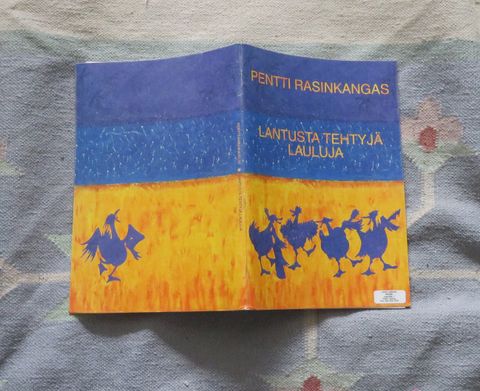 PENTTI RASINKANGAS
LANTUSTA TEHTYJÄ
LAULUJA